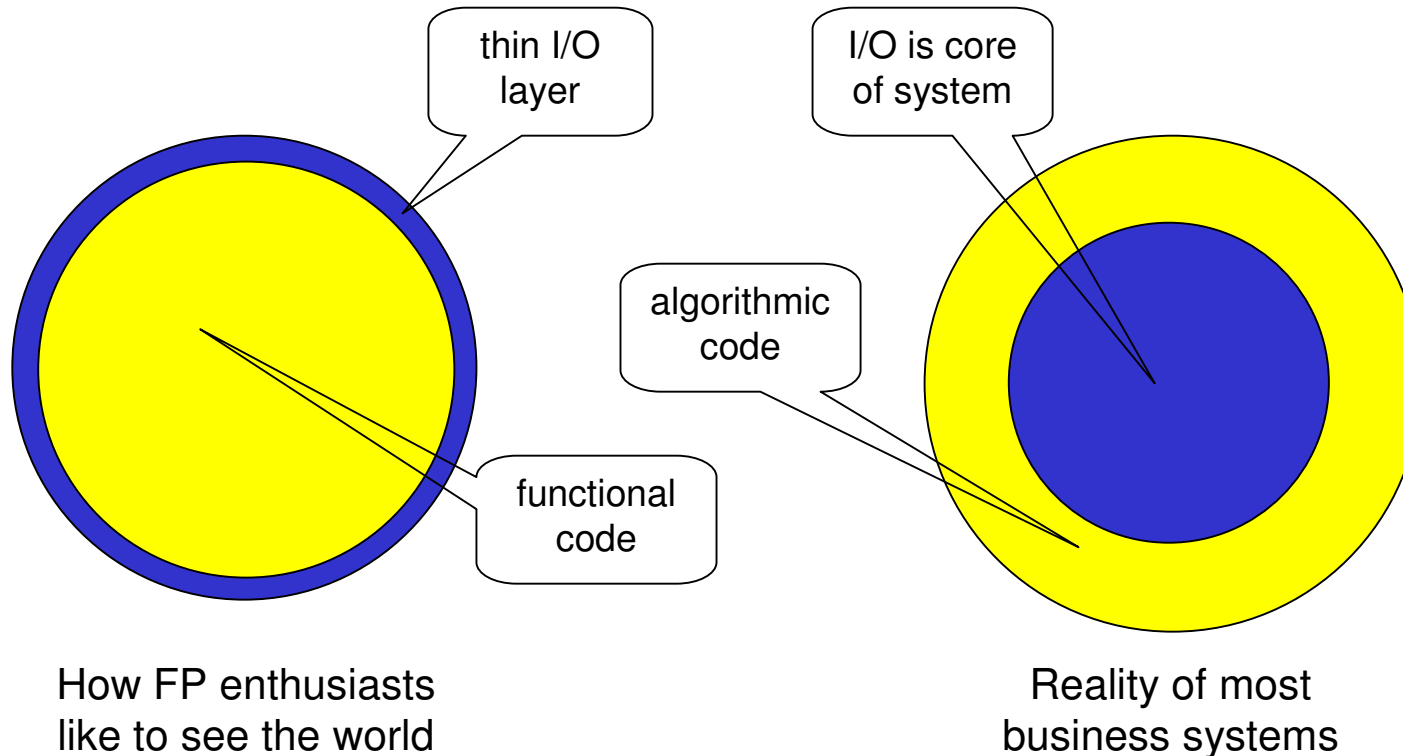 thin I/O
layer
I/O is core
of system
algorithmic
code
functional
code
How FP enthusiasts
like to see the world
Reality of most
business systems